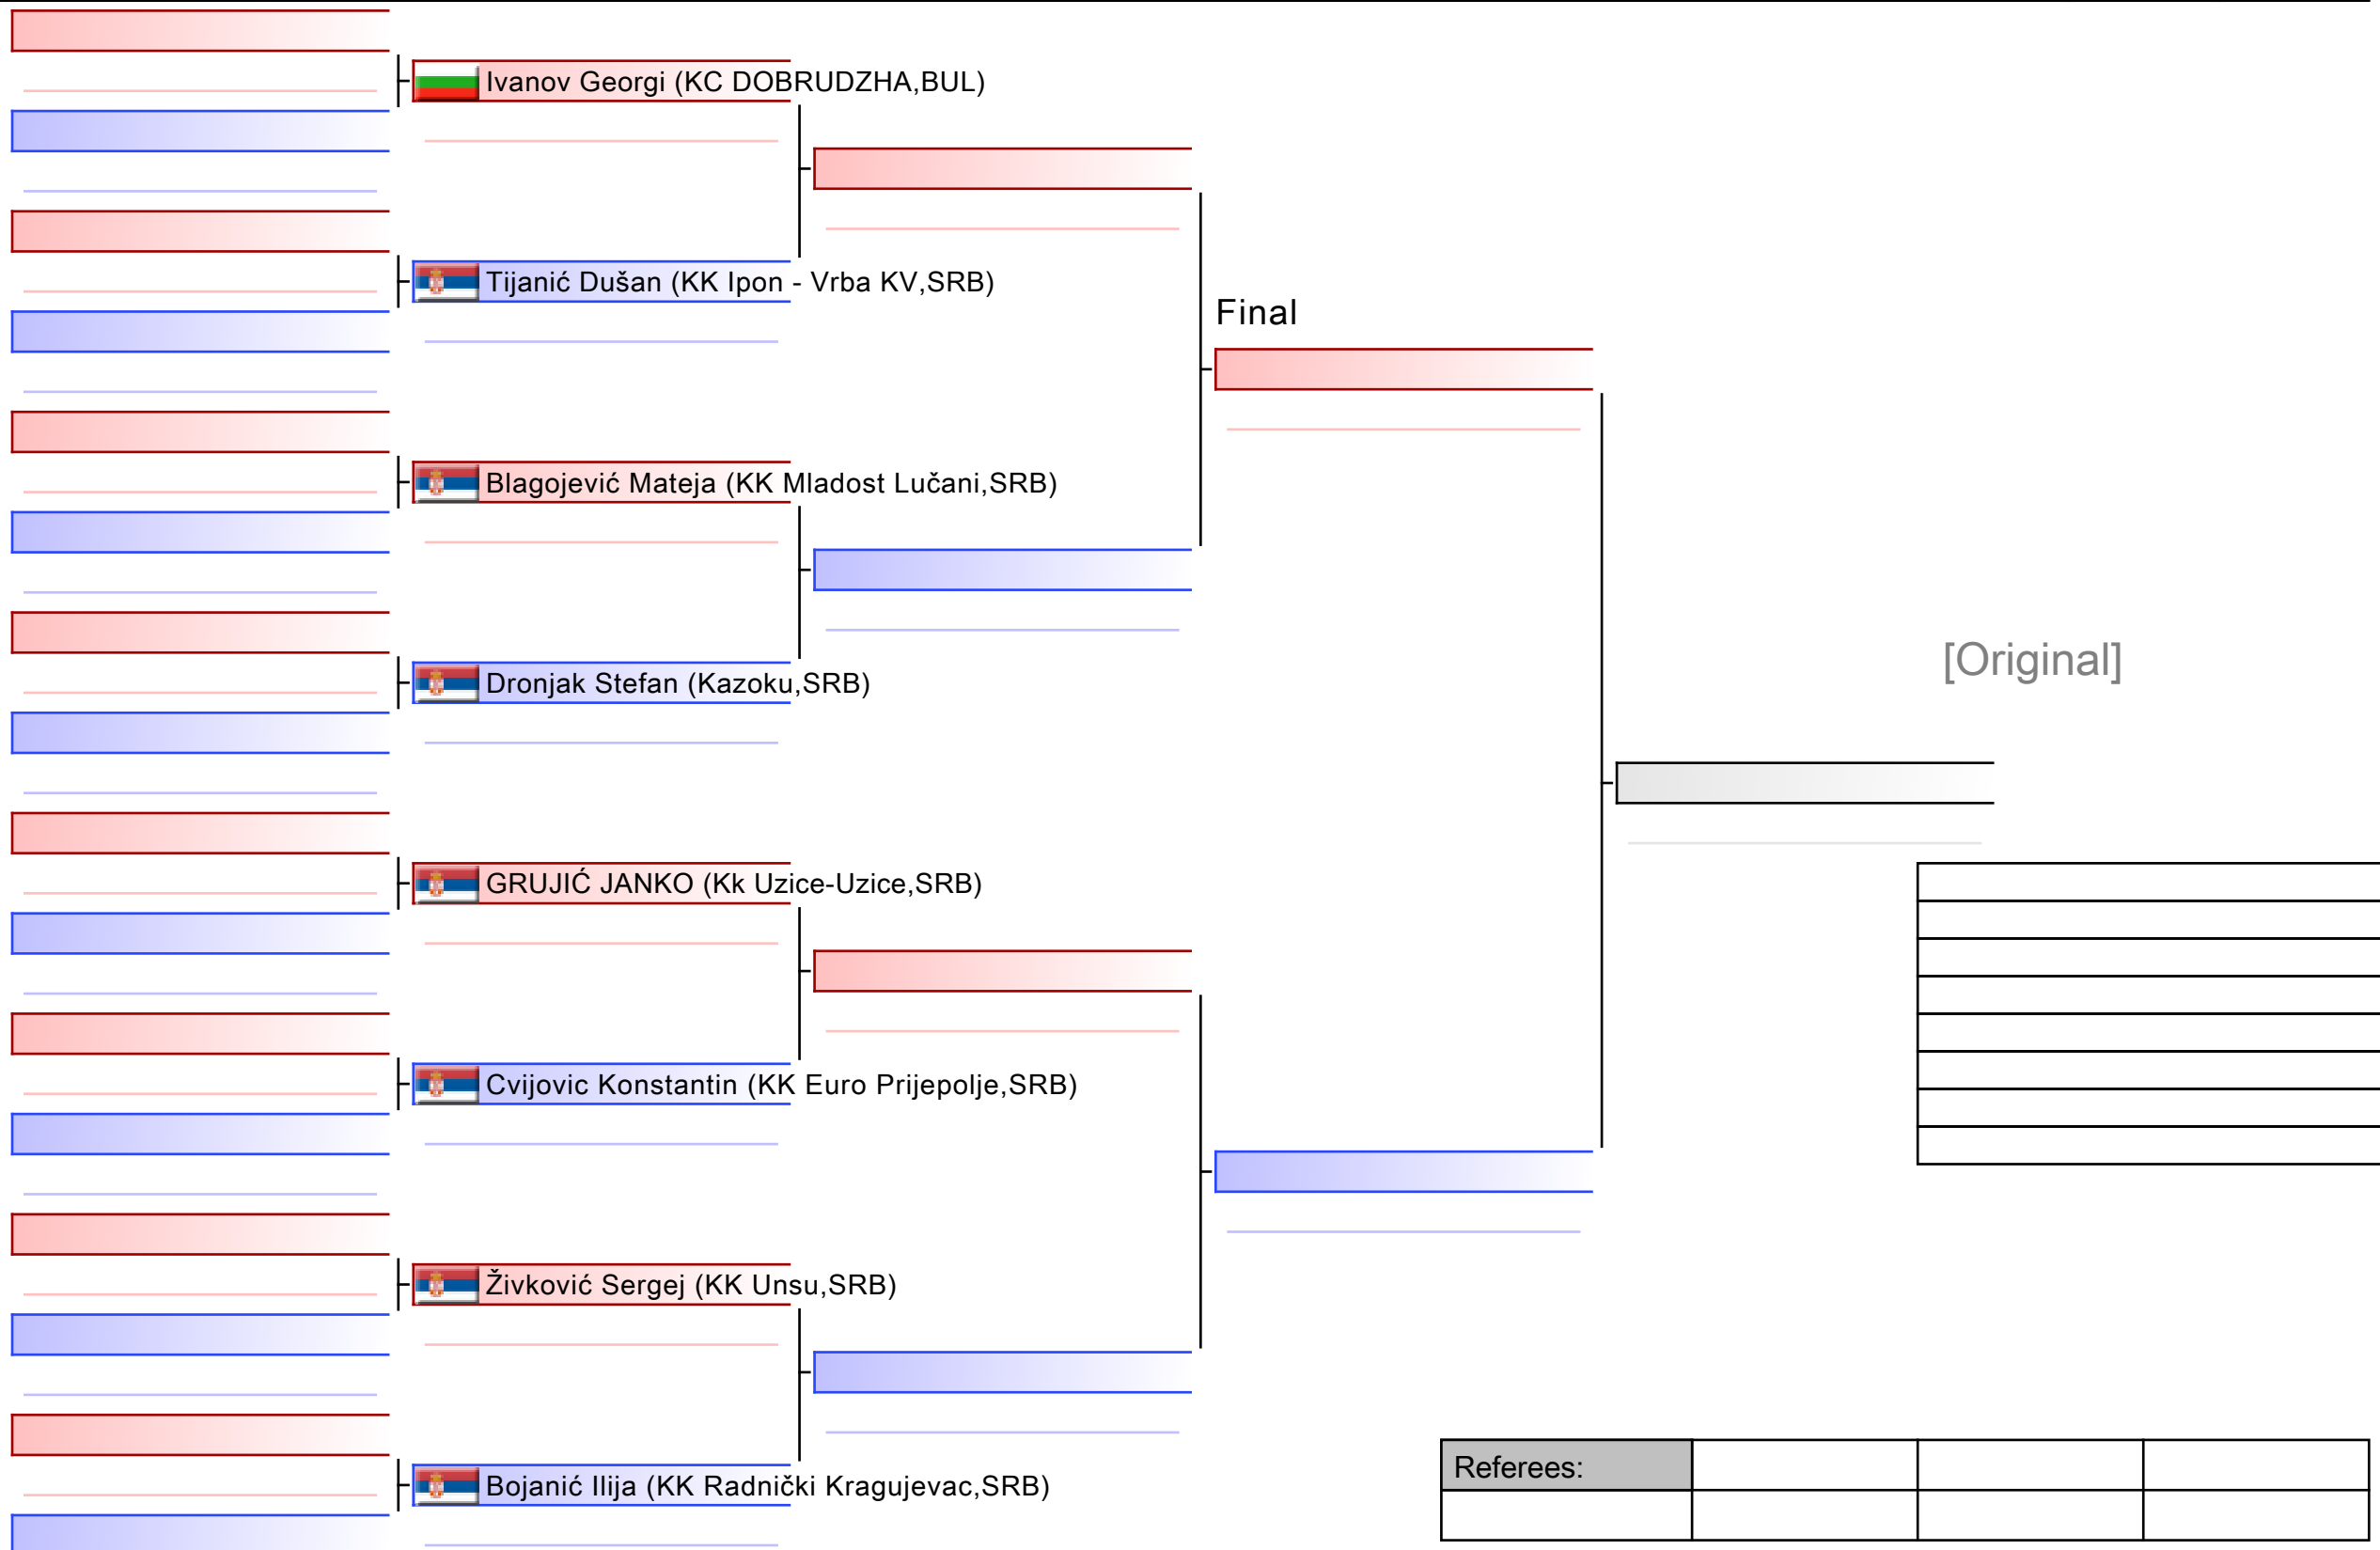 Ivanov Georgi (KC DOBRUDZHA,BUL)
Tijanić Dušan (KK Ipon - Vrba KV,SRB)
Final
Blagojević Mateja (KK Mladost Lučani,SRB)
[Original]
Dronjak Stefan (Kazoku,SRB)
GRUJIĆ JANKO (Kk Uzice-Uzice,SRB)
Cvijovic Konstantin (KK Euro Prijepolje,SRB)
Živković Sergej (KK Unsu,SRB)
Referees:
Bojanić Ilija (KK Radnički Kragujevac,SRB)